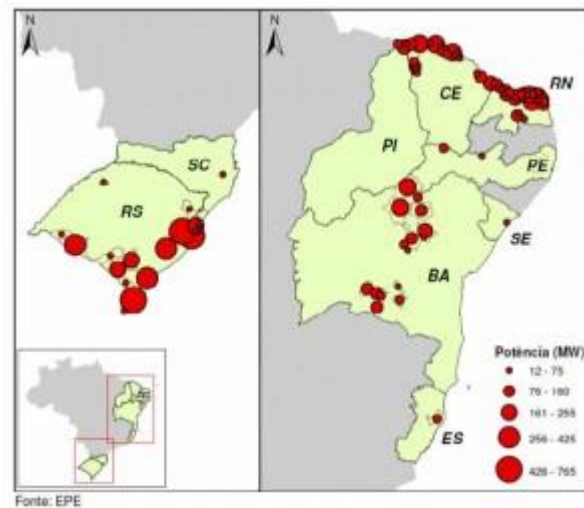 N
SC
RS
N
CE
RN
PI
PE
SE
BA
ES
Potência (MW)
12 - 75
76 - 160
161 - 255
256 - 425
426 - 765
Fonte: EPE